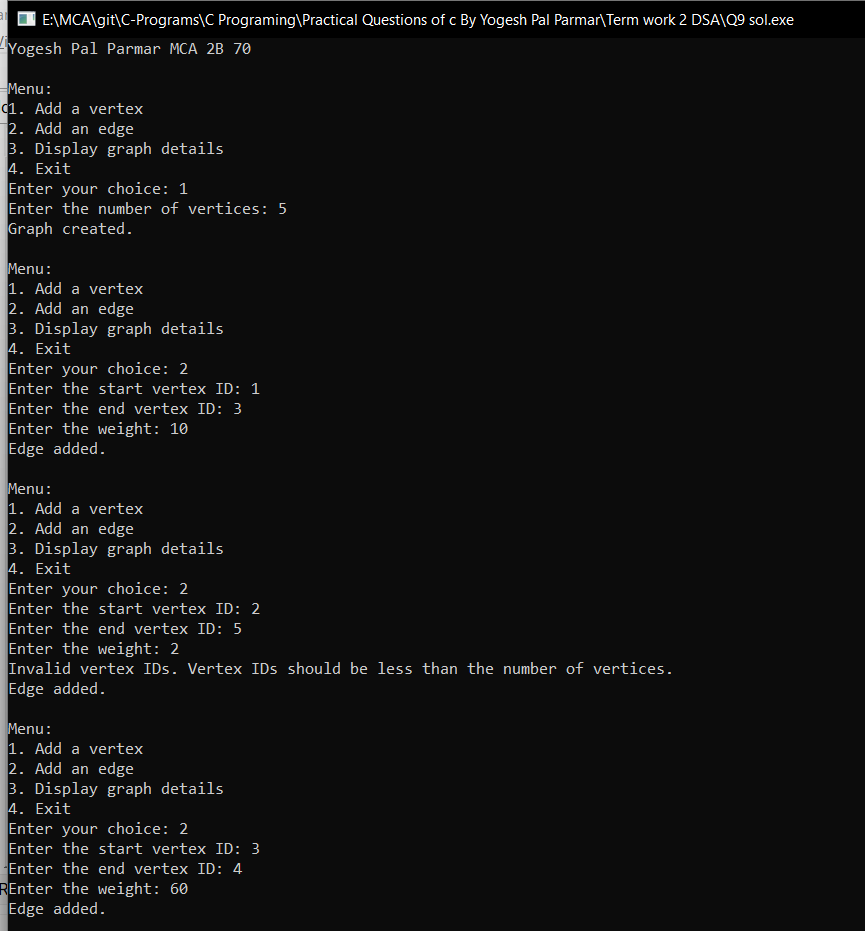 E:\MCA\git\C-Programs\C Programing\Practical Questions of c By Yogesh Pal Parmar\Term work 2 DSA\Q9 sol.exe
Yogesh Pal Parmar MCA 2B 70
Menu:
1. Add a vertex
2. Add an edge
3. Display graph details
4. Exit
Enter your choice: 1
Enter the number of vertices: 5
Graph created.
Menu:
1. Add a vertex
2. Add an edge
3. Display graph details
4. Exit
Enter your choice: 2
Enter the start vertex ID: 1
Enter the end vertex ID: 3
Enter the weight: 10
Edge added.
Menu:
1. Add a vertex
2. Add an edge
3. Display graph details
4. Exit
Enter your choice: 2
Enter the start vertex ID: 2
Enter the end vertex ID: 5
Enter the weight: 2
Invalid vertex IDs. Vertex IDs should be less than the number of vertices.
Edge added.
Menu:
1. Add a vertex
2. Add an edge
3. Display graph details
4. Exit
Enter your choice: 2
Enter the start vertex ID: 3
Enter the end vertex ID: 4
Enter the weight: 60
Edge added.